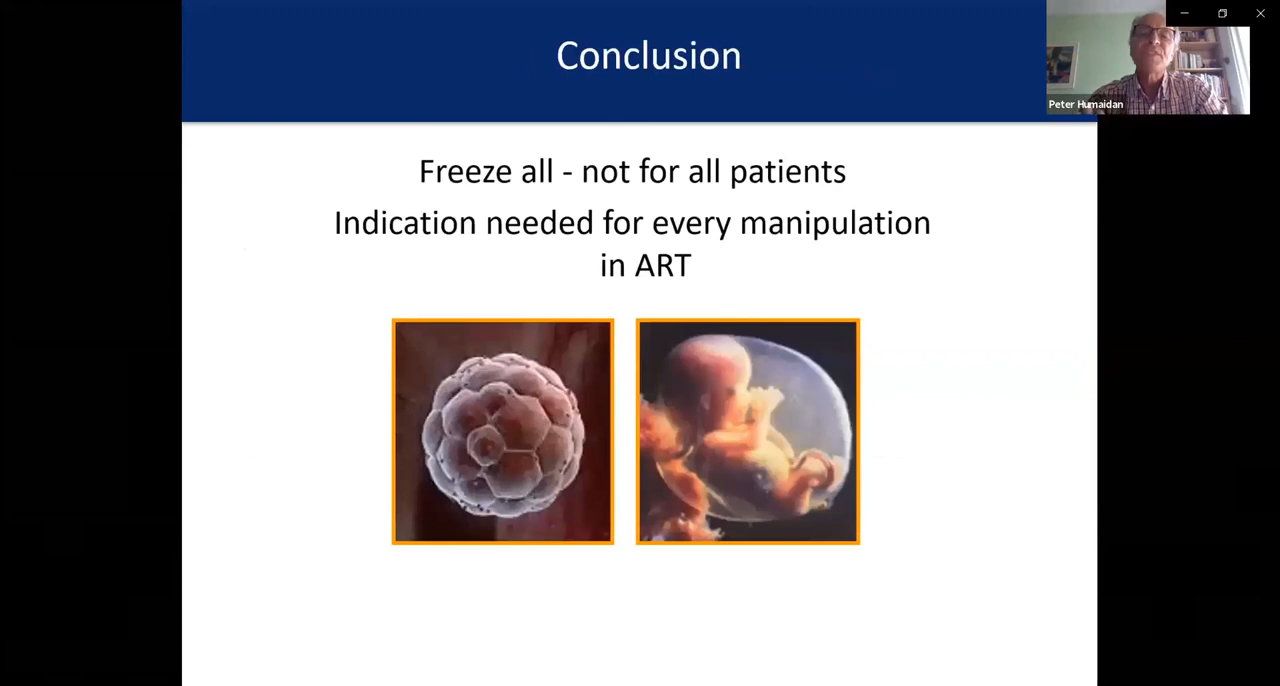 Conclusion
Peter Humaidan
Freeze all - not for all patients
Indication needed for every manipulation
in ART